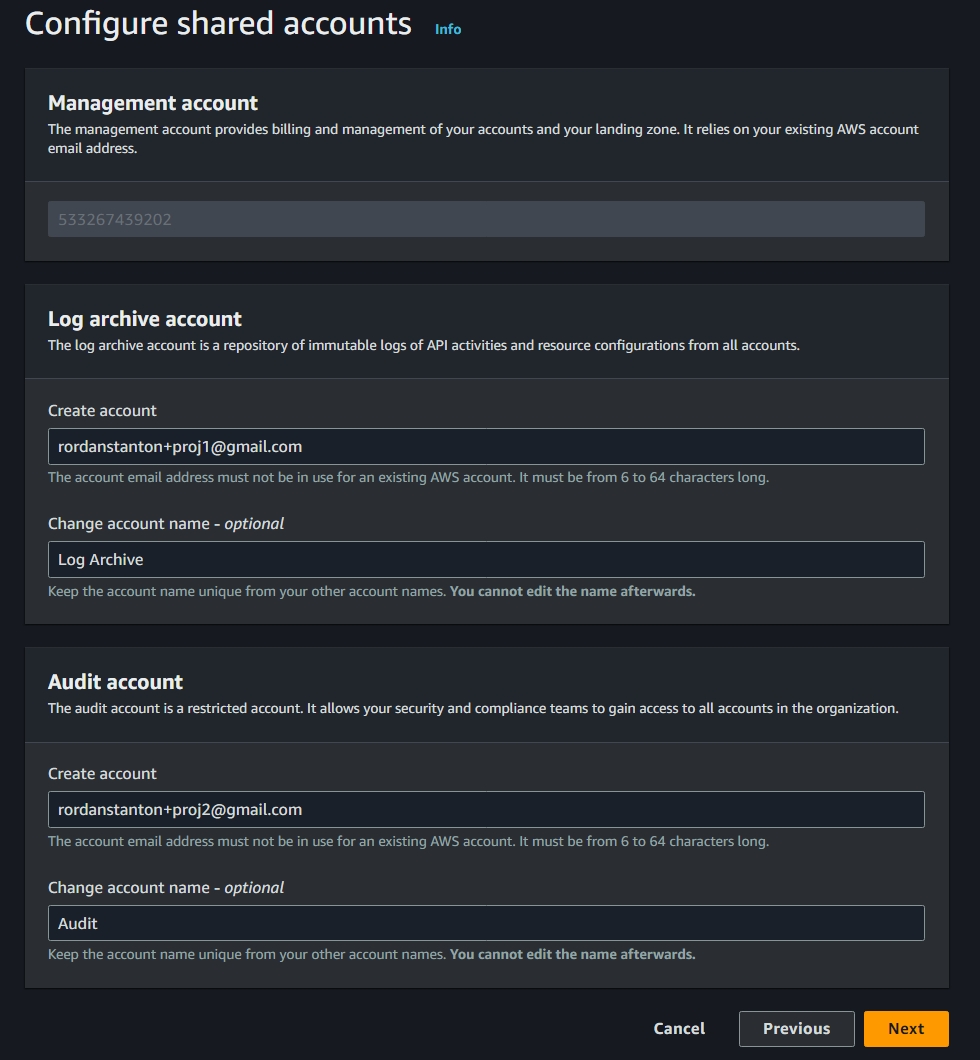 Configure shared accounts Info
Management account
The management account provides billing and management of your accounts and your landing zone. It relies on your existing AWS account
email address.
533267439202
Log archive account
The log archive account is a repository of immutable logs of API activities and resource configurations from all accounts.
Create account
rordanstanton+proj1@gmail.com
The account email address must not be in use for an existing AWS account. It must be from 6 to 64 characters long.
Change account name - optional
Log Archive
Keep the account name unique from your other account names. You cannot edit the name afterwards.
Audit account
The audit account is a restricted account. It allows your security and compliance teams to gain access to all accounts in the organization.
Create account
rordanstanton+proj2@gmail.com
The account email address must not be in use for an existing AWS account. It must be from 6 to 64 characters long.
Change account name - optional
Audit
Keep the account name unique from your other account names. You cannot edit the name afterwards.
Cancel Previous Next